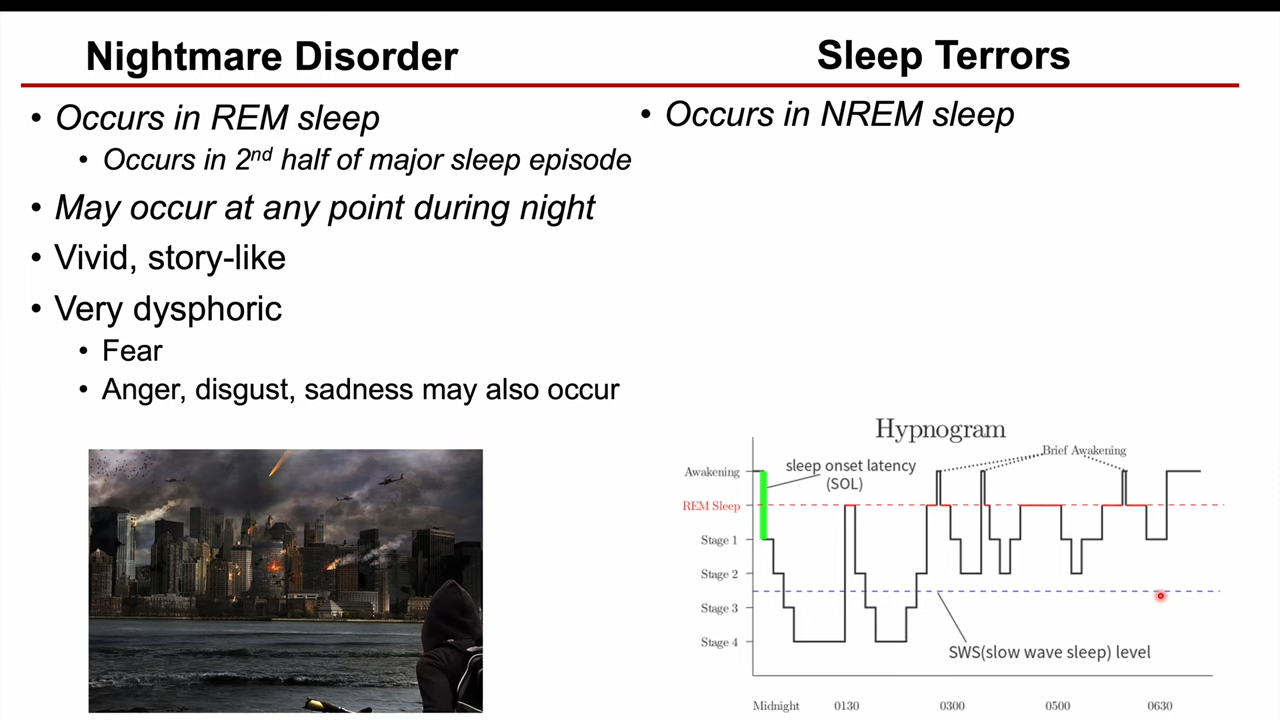 Nightmare Disorder
• Occurs in REM sleep
• Occurs in 2nd half of major sleep episode
• May occur at any point during night
• Vivid, story-like
• Very dysphoric
• Fear
• Anger, disgust, sadness may also occur
Sleep Terrors
• Occurs in NREM sleep
Hypnogram
Brief Awakening
sleep onset latency
(SOL)
Awakening
REM Sleep
Stage 1
Stage 2
Stage 3
Stage 4
SWS(slow wave sleep) level
Midnight 0130 0300 0500 0630